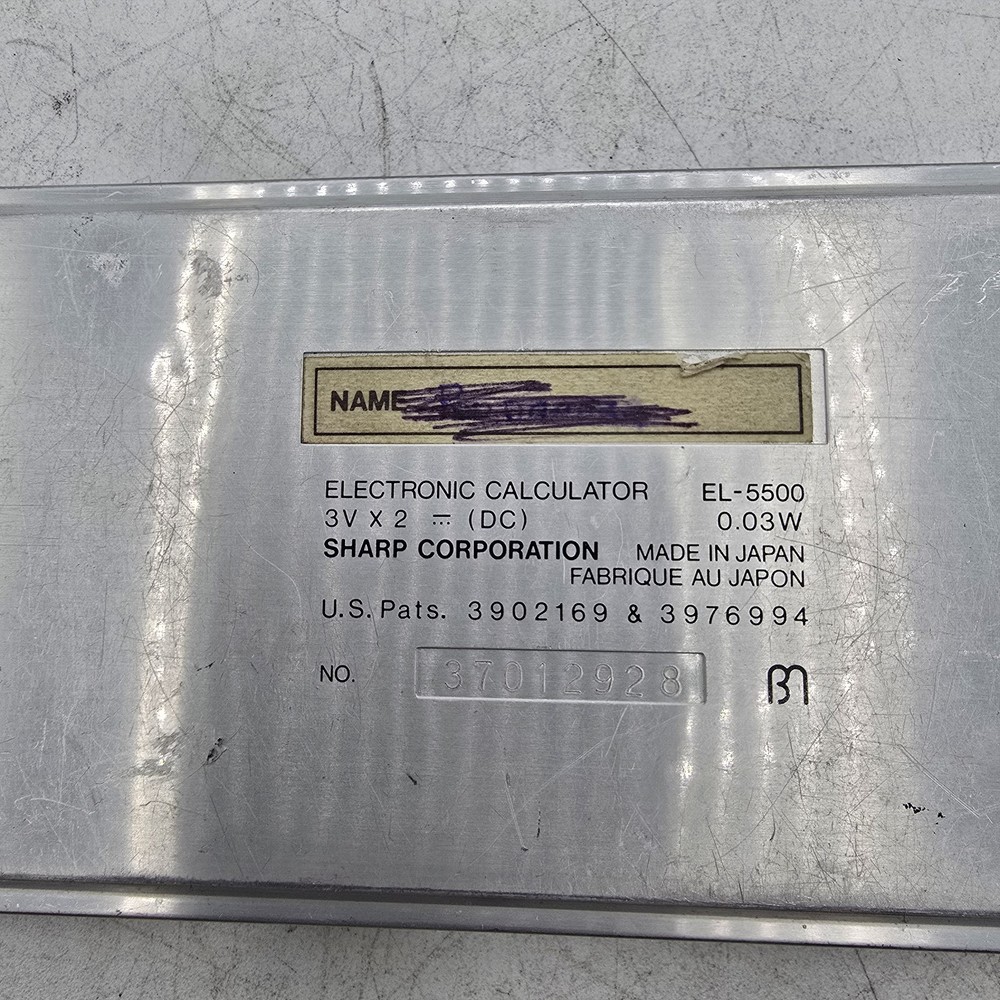 NAME
ELECTRONIC CALCULATOR EL-5500
3V X 2 ⎓ (DC) 0.03W
SHARP CORPORATION MADE IN JAPAN
FABRIQUE AU JAPON
U.S. Pats. 3902169 & 3976994
NO. 37012928